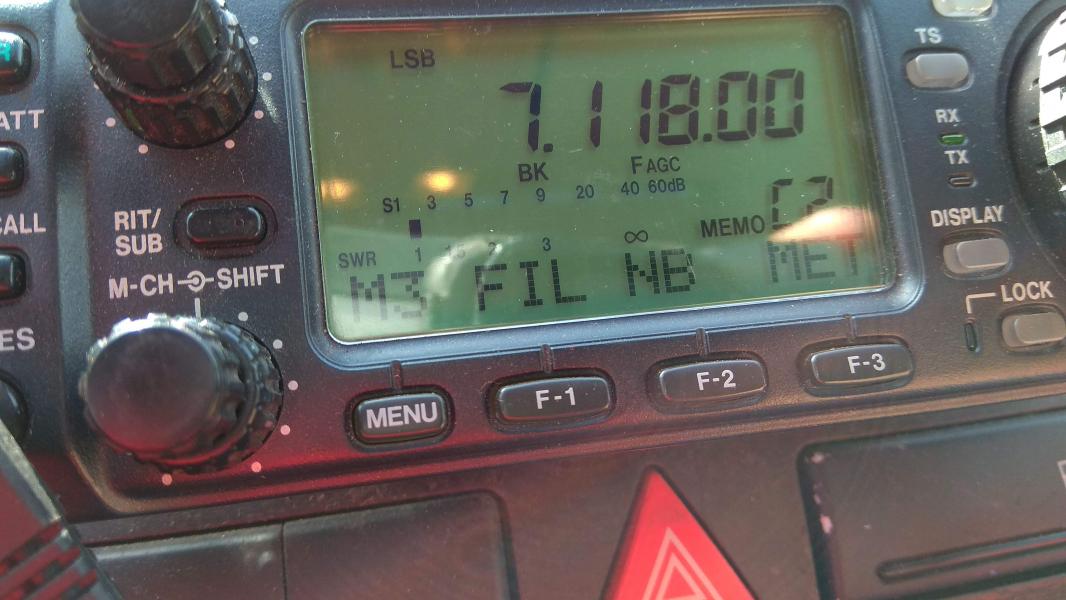 LSB
7.118.00
BK F AGC
S1 3 5 7 9 20 40 60dB
MEMO C2
SWR 1 1.5 2 3 ∞
M3 FIL NB MET
ATT
CALL
ES
RIT/
SUB
M-CH SHIFT
MENU F-1 F-2 F-3
TS
RX
TX
DISPLAY
LOCK